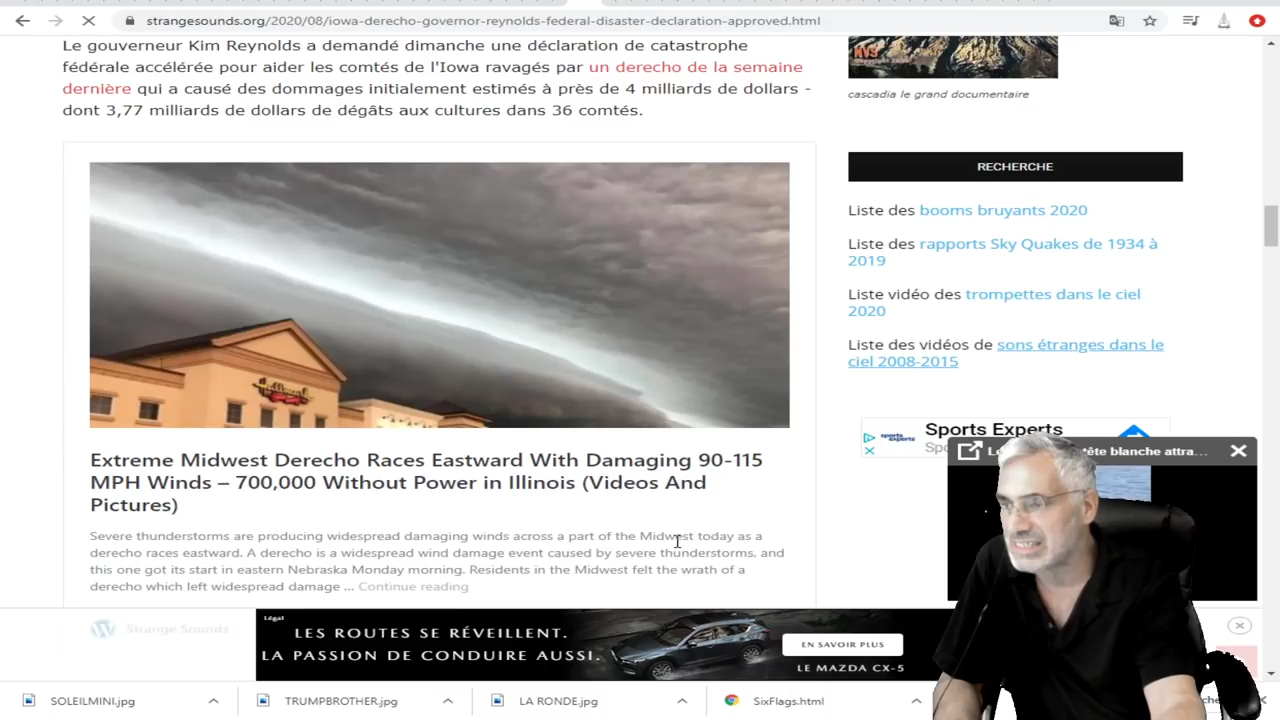 strangesounds.org/2020/08/iowa-derecho-governor-reynolds-federal-disaster-declaration-approved.html
Le gouverneur Kim Reynolds a demandé dimanche une déclaration de catastrophe
fédérale accélérée pour aider les comtés de l'Iowa ravagés par un derecho de la semaine
dernière qui a causé des dommages initialement estimés à près de 4 milliards de dollars -
dont 3,77 milliards de dollars de dégâts aux cultures dans 36 comtés.
Extreme Midwest Derecho Races Eastward With Damaging 90-115
MPH Winds – 700,000 Without Power in Illinois (Videos And
Pictures)
Severe thunderstorms are producing widespread damaging winds across a part of the Midwest today as a
derecho races eastward. A derecho is a widespread wind damage event caused by severe thunderstorms, and
this one got its start in eastern Nebraska Monday morning. Residents in the Midwest felt the wrath of a
derecho which left widespread damage ... Continue reading
Strange Sounds
cascadia le grand documentaire
RECHERCHE
Liste des booms bruyants 2020
Liste des rapports Sky Quakes de 1934 à
2019
Liste vidéo des trompettes dans le ciel
2020
Liste des vidéos de sons étranges dans le
ciel 2008-2015
sports experts
Sports Experts
tête blanche attra...
Légal
LES ROUTES SE RÉVEILLENT.
LA PASSION DE CONDUIRE AUSSI.
EN SAVOIR PLUS
LE MAZDA CX-5
SOLEILMINI.jpg
TRUMPBROTHER.jpg
LA RONDE.jpg
SixFlags.html